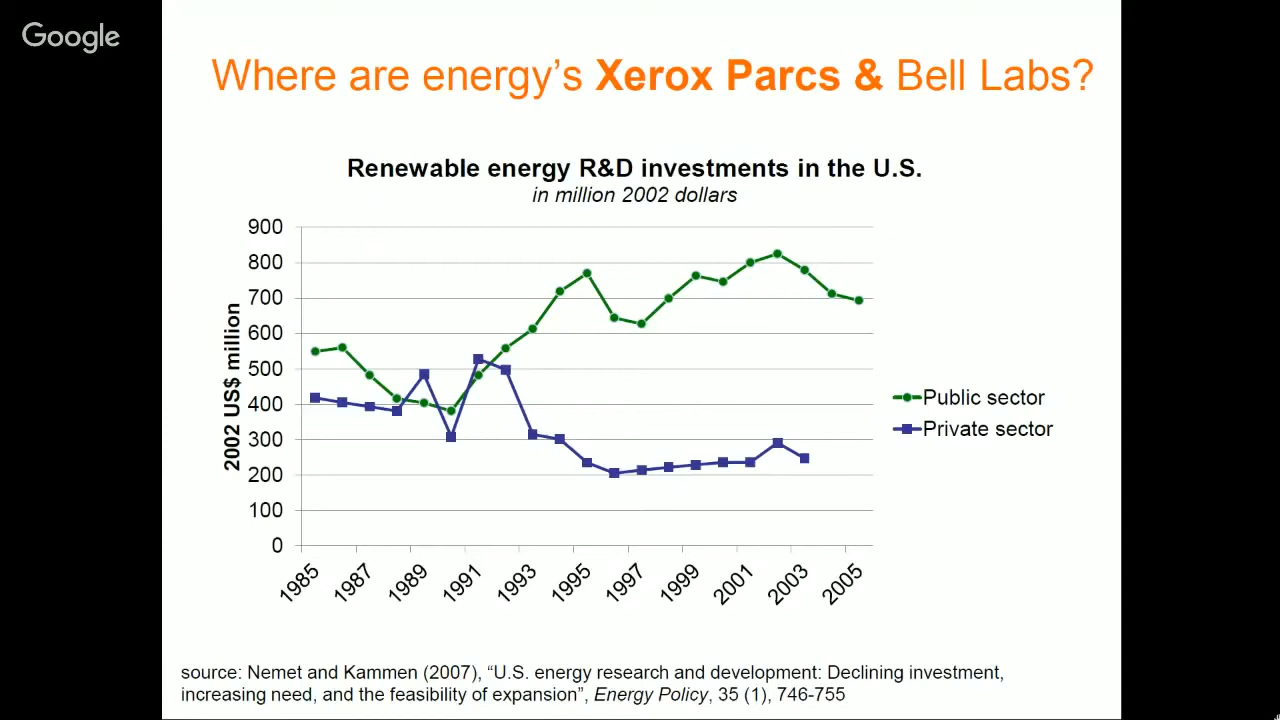 Google
Where are energy's Xerox Parcs & Bell Labs?
Renewable energy R&D investments in the U.S.
in million 2002 dollars
2002 US$ million
900
800
700
600
500
400
300
200
100
0
1985
1987
1989
1991
1993
1995
1997
1999
2001
2003
2005
Public sector
Private sector
source: Nemet and Kammen (2007), “U.S. energy research and development: Declining investment,
increasing need, and the feasibility of expansion”, Energy Policy, 35 (1), 746-755